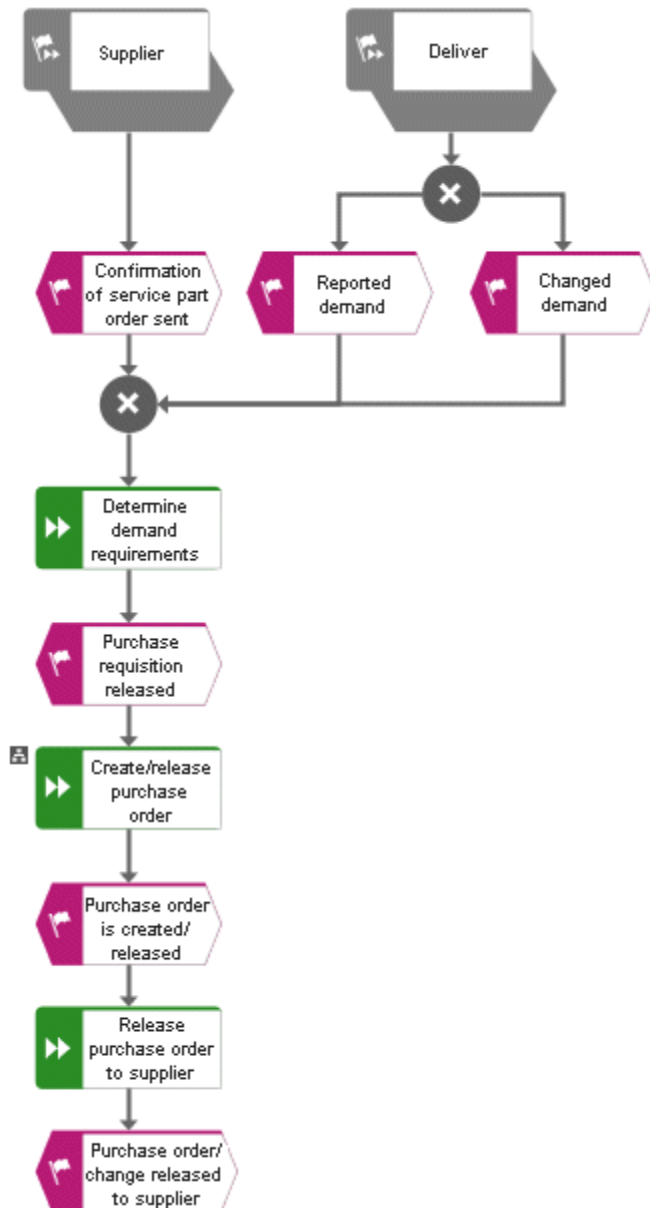 Supplier
Deliver
Confirmation
of service part
order sent
Reported
demand
Changed
demand
Determine
demand
requirements
Purchase
requisition
released
Create/release
purchase
order
Purchase order
is created/
released
Release
purchase order
to supplier
Purchase order/
change released
to supplier